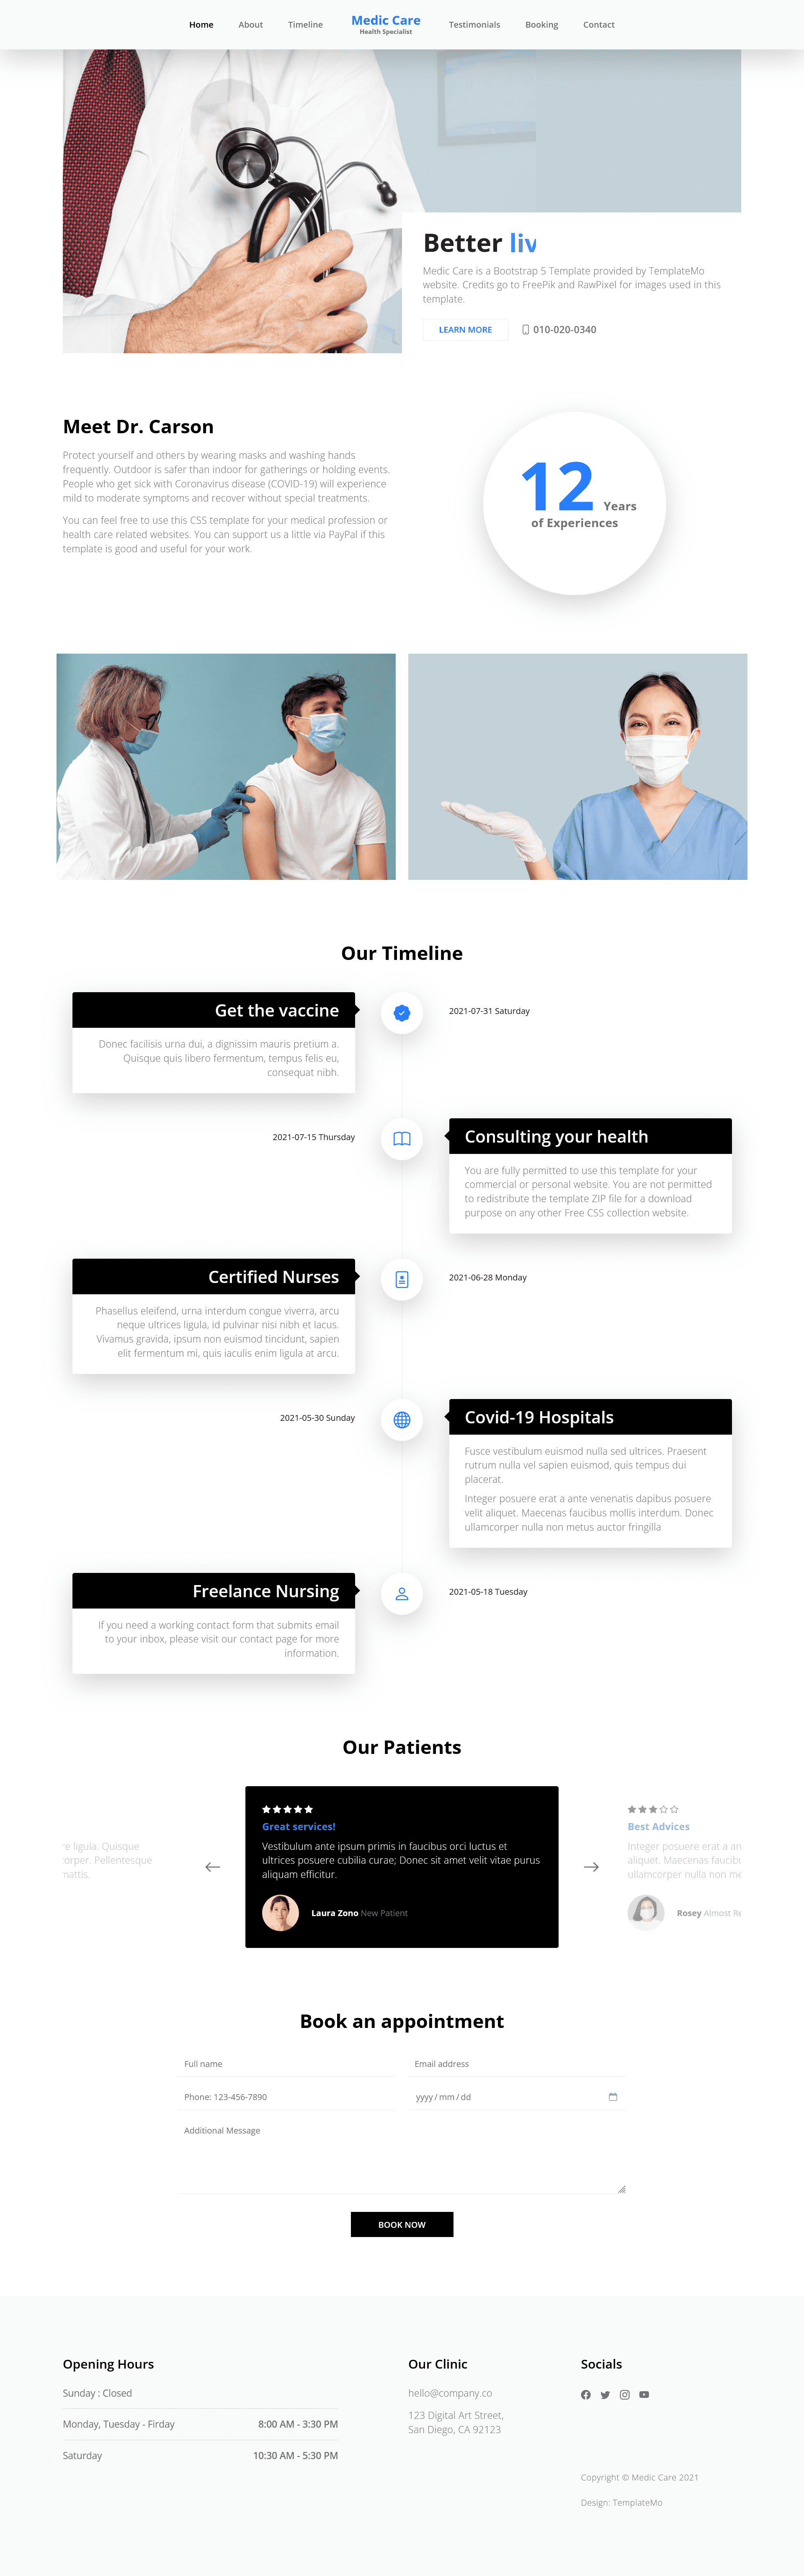 Home
About
Timeline
Medic Care
Health Specialist
Testimonials
Booking
Contact
Better liv
Medic Care is a Bootstrap 5 Template provided by TemplateMo
website. Credits go to FreePik and RawPixel for images used in this
template.
LEARN MORE
010-020-0340
Meet Dr. Carson
Protect yourself and others by wearing masks and washing hands
frequently. Outdoor is safer than indoor for gatherings or holding events.
People who get sick with Coronavirus disease (COVID-19) will experience
mild to moderate symptoms and recover without special treatments.
You can feel free to use this CSS template for your medical profession or
health care related websites. You can support us a little via PayPal if this
template is good and useful for your work.
12 Years
of Experiences
Our Timeline
Get the vaccine
Donec facilisis urna dui, a dignissim mauris pretium a.
Quisque quis libero fermentum, tempus felis eu,
consequat nibh.
2021-07-31 Saturday
2021-07-15 Thursday
Consulting your health
You are fully permitted to use this template for your
commercial or personal website. You are not permitted
to redistribute the template ZIP file for a download
purpose on any other Free CSS collection website.
Certified Nurses
Phasellus eleifend, urna interdum congue viverra, arcu
neque ultrices ligula, id pulvinar nisi nibh et lacus.
Vivamus gravida, ipsum non euismod tincidunt, sapien
elit fermentum mi, quis iaculis enim ligula at arcu.
2021-06-28 Monday
2021-05-30 Sunday
Covid-19 Hospitals
Fusce vestibulum euismod nulla sed ultrices. Praesent
rutrum nulla vel sapien euismod, quis tempus dui
placerat.
Integer posuere erat a ante venenatis dapibus posuere
velit aliquet. Maecenas faucibus mollis interdum. Donec
ullamcorper nulla non metus auctor fringilla
Freelance Nursing
If you need a working contact form that submits email
to your inbox, please visit our contact page for more
information.
2021-05-18 Tuesday
Our Patients
re ligula. Quisque
corper. Pellentesque
mattis.
Great services!
Vestibulum ante ipsum primis in faucibus orci luctus et
ultrices posuere cubilia curae; Donec sit amet velit vitae purus
aliquam efficitur.
Laura Zono New Patient
Best Advices
Integer posuere erat a an
aliquet. Maecenas faucibu
ullamcorper nulla non me
Rosey Almost Re
Book an appointment
Full name
Email address
Phone: 123-456-7890
yyyy / mm / dd
Additional Message
BOOK NOW
Opening Hours
Sunday : Closed
Monday, Tuesday - Firday
8:00 AM - 3:30 PM
Saturday
10:30 AM - 5:30 PM
Our Clinic
hello@company.co
123 Digital Art Street,
San Diego, CA 92123
Socials
Copyright © Medic Care 2021
Design: TemplateMo